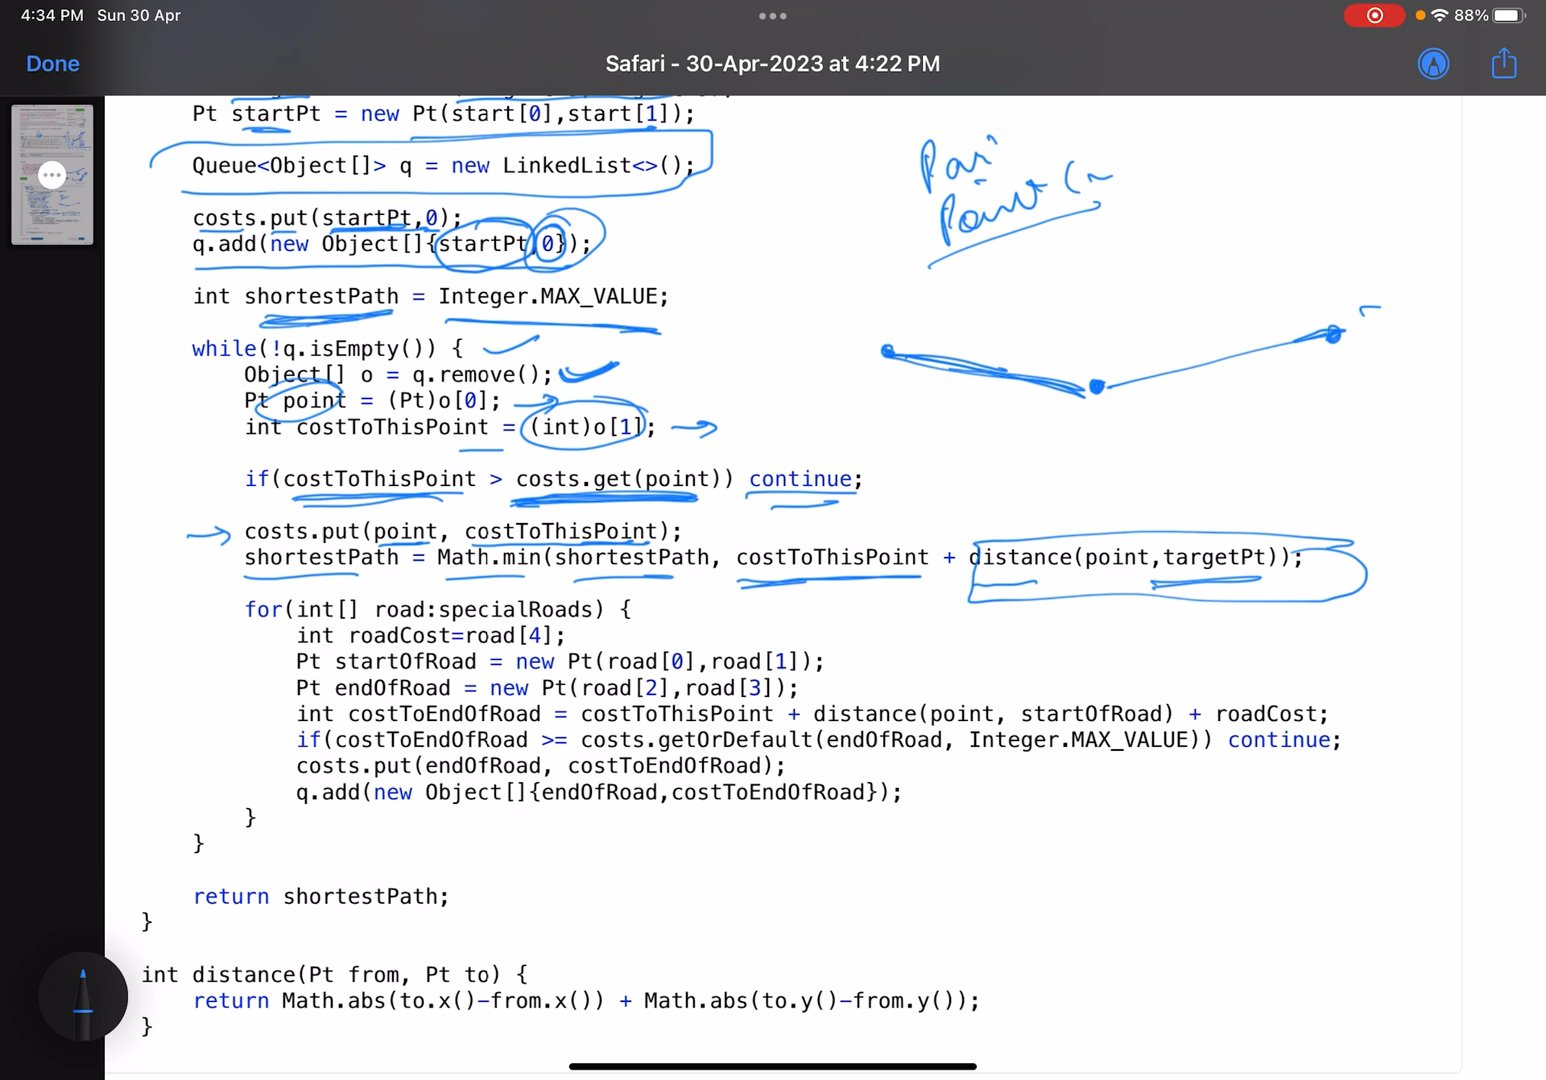 4:34 PM Sun 30 Apr
88%
Done
Safari - 30-Apr-2023 at 4:22 PM
Pt startPt = new Pt(start[0],start[1]);
Queue<Object[]> q = new LinkedList<>();
costs.put(startPt,0);
q.add(new Object[]{startPt,0});
int shortestPath = Integer.MAX_VALUE;
while(!q.isEmpty()) {
Object[] o = q.remove();
Pt point = (Pt)o[0];
int costToThisPoint = (int)o[1];
if(costToThisPoint > costs.get(point)) continue;
costs.put(point, costToThisPoint);
shortestPath = Math.min(shortestPath, costToThisPoint + distance(point,targetPt));
for(int[] road:specialRoads) {
int roadCost=road[4];
Pt startOfRoad = new Pt(road[0],road[1]);
Pt endOfRoad = new Pt(road[2],road[3]);
int costToEndOfRoad = costToThisPoint + distance(point, startOfRoad) + roadCost;
if(costToEndOfRoad >= costs.getOrDefault(endOfRoad, Integer.MAX_VALUE)) continue;
costs.put(endOfRoad, costToEndOfRoad);
q.add(new Object[]{endOfRoad,costToEndOfRoad});
}
}
return shortestPath;
}
int distance(Pt from, Pt to) {
return Math.abs(to.x()-from.x()) + Math.abs(to.y()-from.y());
}
Point (